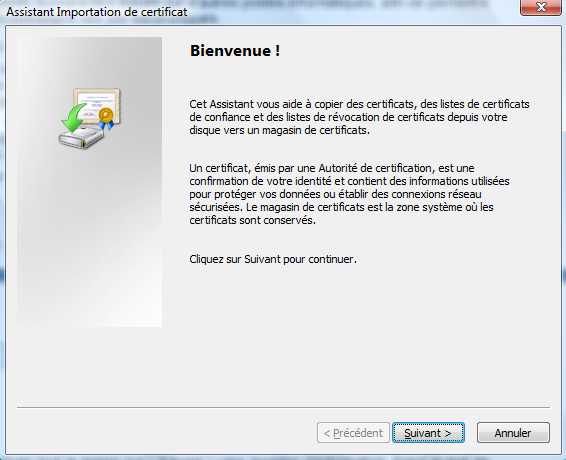 Assistant Importation de certificat
Bienvenue !
Cet Assistant vous aide à copier des certificats, des listes de certificats
de confiance et des listes de révocation de certificats depuis votre
disque vers un magasin de certificats.
Un certificat, émis par une Autorité de certification, est une
confirmation de votre identité et contient des informations utilisées
pour protéger vos données ou établir des connexions réseau
sécurisées. Le magasin de certificats est la zone système où les
certificats sont conservés.
Cliquez sur Suivant pour continuer.
< Précédent
Suivant >
Annuler